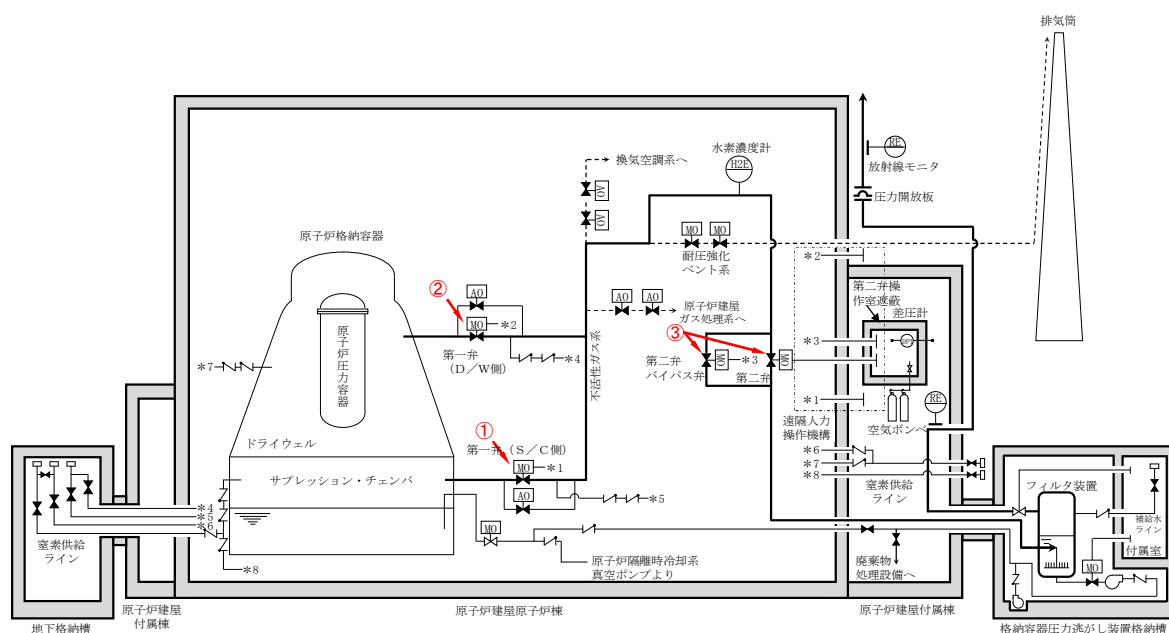 排気筒
RE
放射線モニタ
圧力開放板
水素濃度計
H2E
換気空調系へ
AO
AO
MO
MO
耐圧強化
ベント系
原子炉格納容器
原子炉圧力容器
②
AO
MO
*2
第一弁
(D/W側)
*4
不活性ガス系
AO
AO
原子炉建屋
ガス処理系へ
③
MO
*3
第二弁
バイパス弁
MO
第二弁
*2
*3
*1
遠隔人力
操作機構
第二弁操
作室遮蔽
差圧計
DPI
空気ボンベ
RE
*7
ドライウェル
サプレッション・チェンバ
①
第一弁(S/C側)
MO
*1
AO
*5
MO
原子炉隔離時冷却系
真空ポンプより
*6
*7
*8
窒素供給
ライン
廃棄物
処理設備へ
フィルタ装置
補給水
ライン
付属室
MO
*4
*5
*6
*8
窒素供給
ライン
地下格納槽
原子炉建屋
付属棟
原子炉建屋原子炉棟
原子炉建屋付属棟
格納容器圧力逃がし装置格納槽